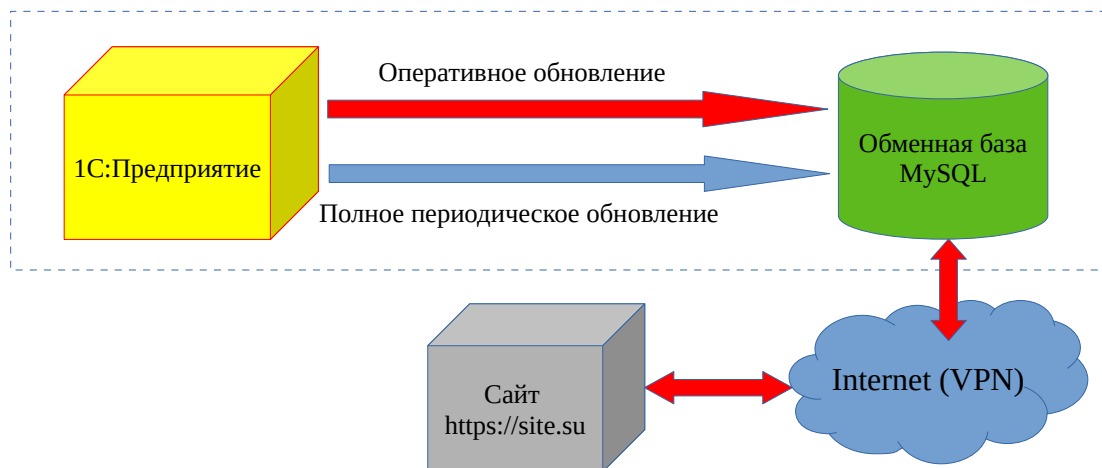 Оперативное обновление
1С:Предприятие
Обменная база
MySQL
Полное периодическое обновление
Internet (VPN)
Сайт
https://site.su